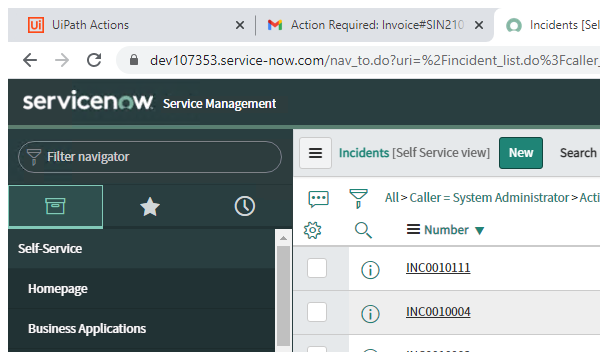 UiPath Actions
Action Required: Invoice#SIN210
Incidents [Sel
dev107353.service-now.com/nav_to.do?uri=%2Fincident_list.do%3Fcaller_
servicenow Service Management
Filter navigator
Incidents [Self Service view] New Search
All > Caller = System Administrator > Acti
Number
Self-Service
INC0010111
Homepage
INC0010004
Business Applications